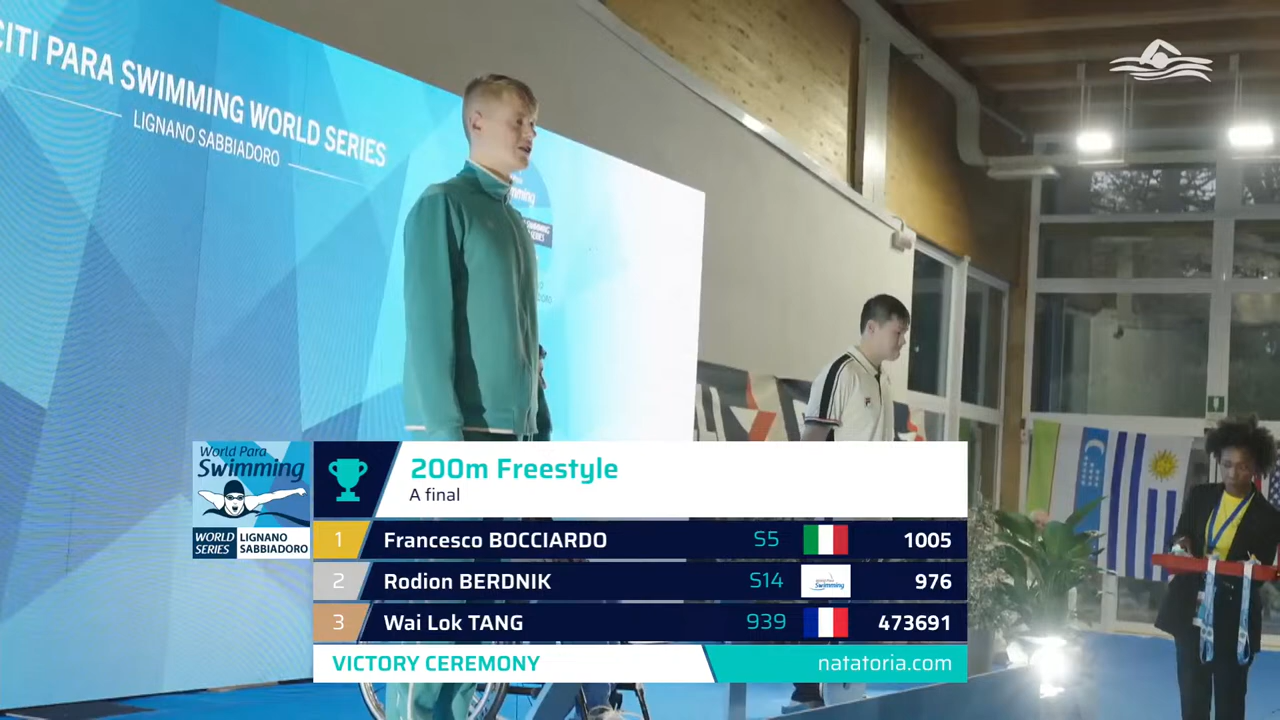 CITI PARA SWIMMING WORLD SERIES
LIGNANO SABBIADORO
World Para
Swimming
WORLD SERIES
LIGNANO SABBIADORO
200m Freestyle
A final
1 Francesco BOCCIARDO S5 1005
2 Rodion BERDNIK S14 976
3 Wai Lok TANG 939 473691
VICTORY CEREMONY
natatoria.com